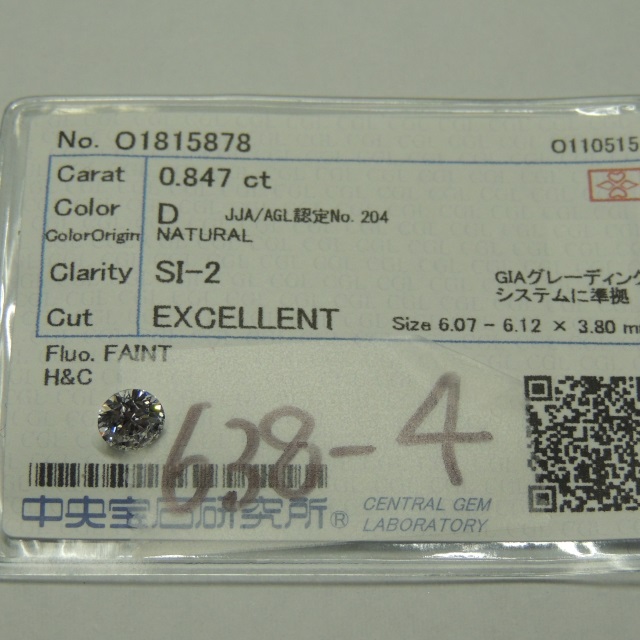 No. O1815878 O110515
Carat 0.847 ct
Color D JJA/AGL認定No. 204
ColorOrigin NATURAL
Clarity SI-2
GIAグレーディング
システムに準拠
Cut EXCELLENT Size 6.07 - 6.12 × 3.80 mm
Fluo. FAINT
H&C
638-4
中央宝石研究所® CENTRAL GEM
LABORATORY